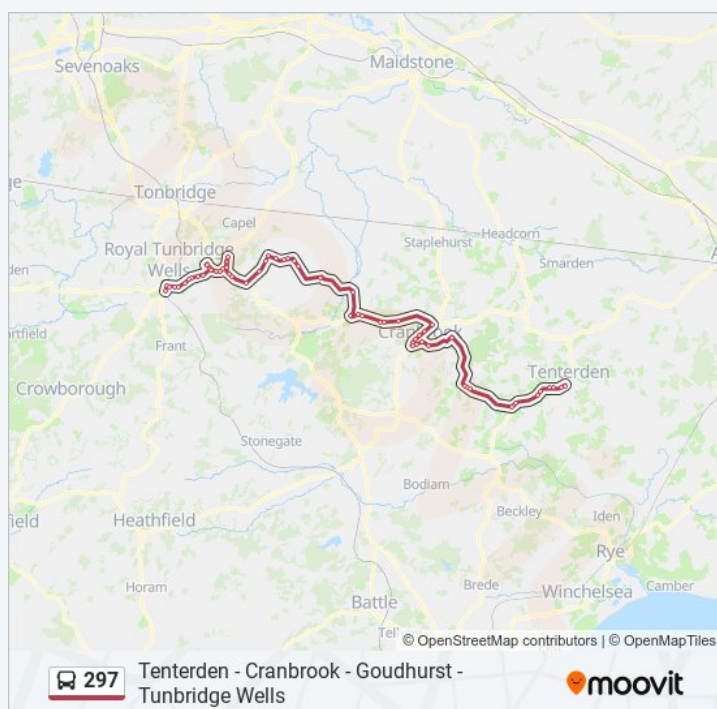 Sevenoaks
Maidstone
Tonbridge
Capel
Headcorn
Staplehurst
Royal Tunbridge
Wells
Smarden
Frant
Cranbrook
Tenterden
Crowborough
Stonegate
Bodiam
Beckley
Iden
Heathfield
Rye
Horam
Brede
Winchelsea
Camber
Battle
© OpenStreetMap contributors | © OpenMapTiles
297
Tenterden - Cranbrook - Goudhurst -
Tunbridge Wells
moovit